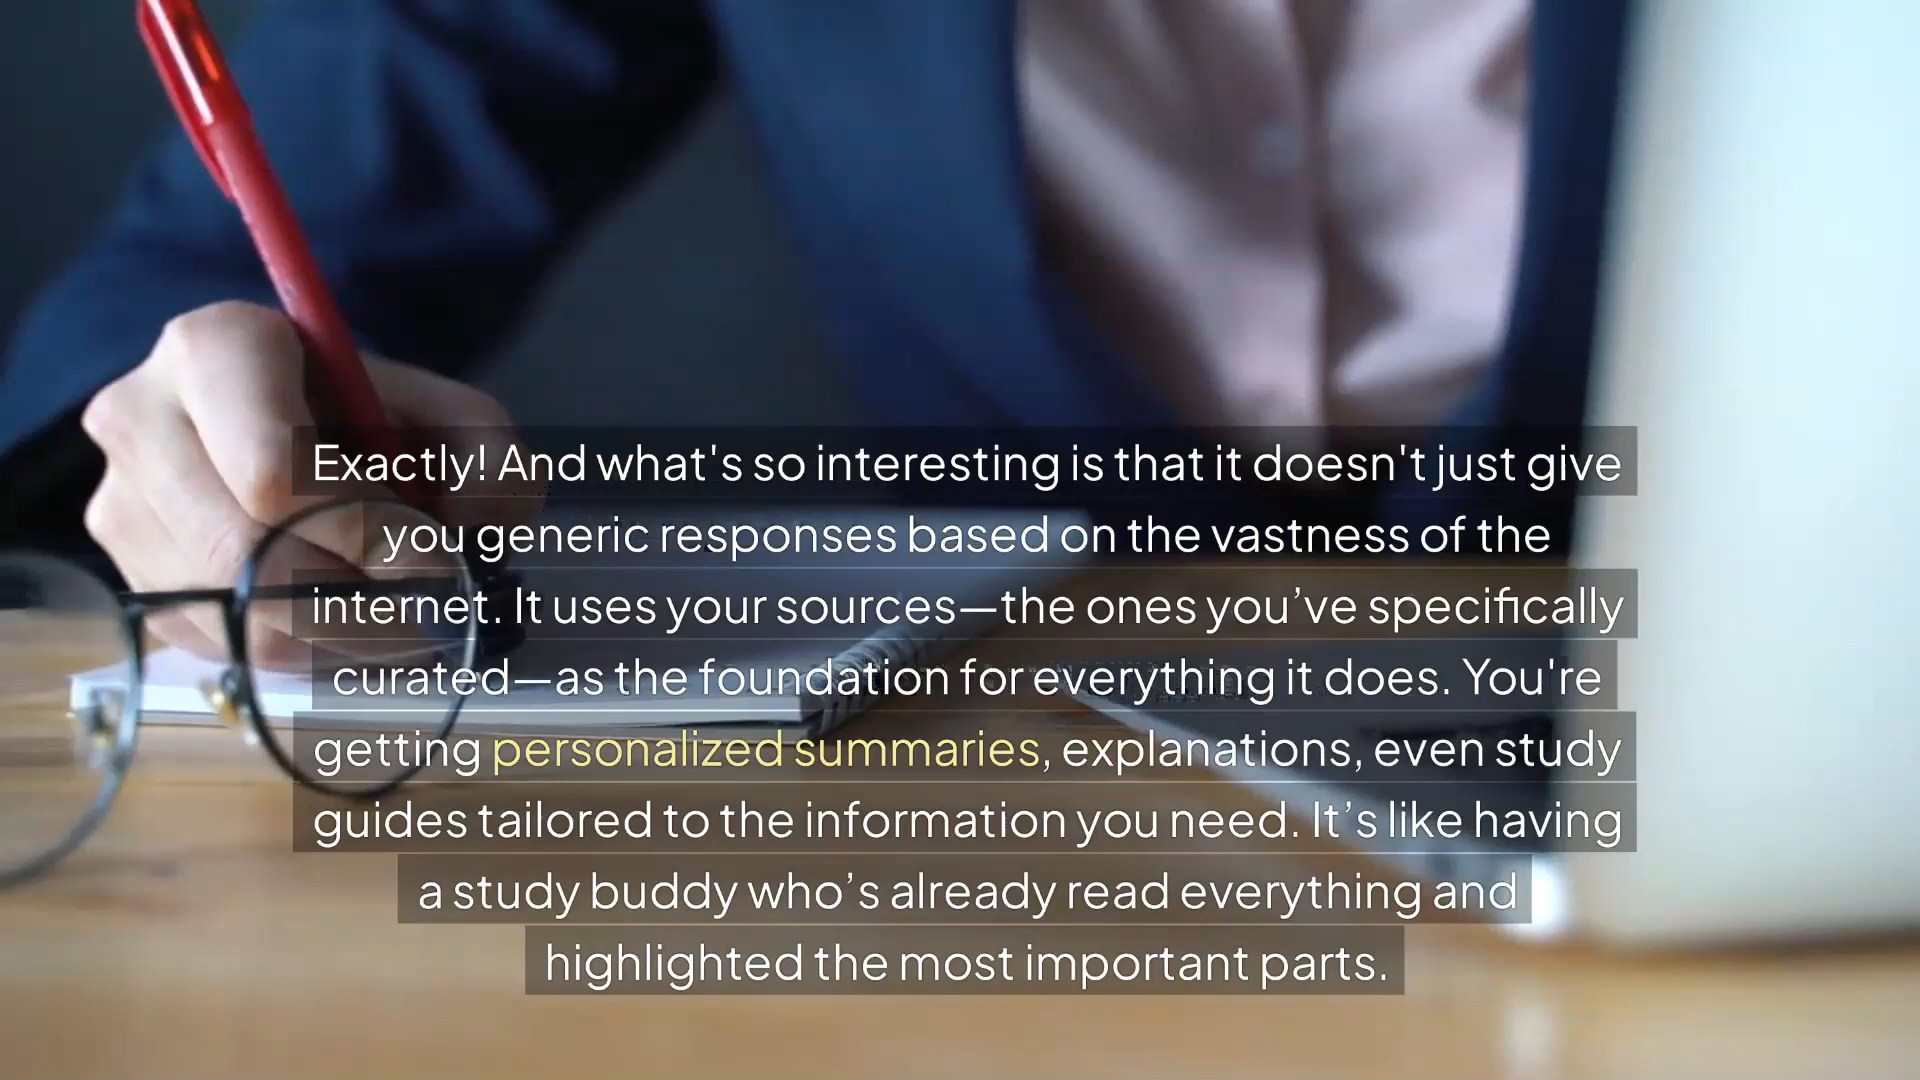 Exactly! And what's so interesting is that it doesn't just give
you generic responses based on the vastness of the
internet. It uses your sources—the ones you’ve specifically
curated—as the foundation for everything it does. You're
getting personalized summaries, explanations, even study
guides tailored to the information you need. It’s like having
a study buddy who’s already read everything and
highlighted the most important parts.